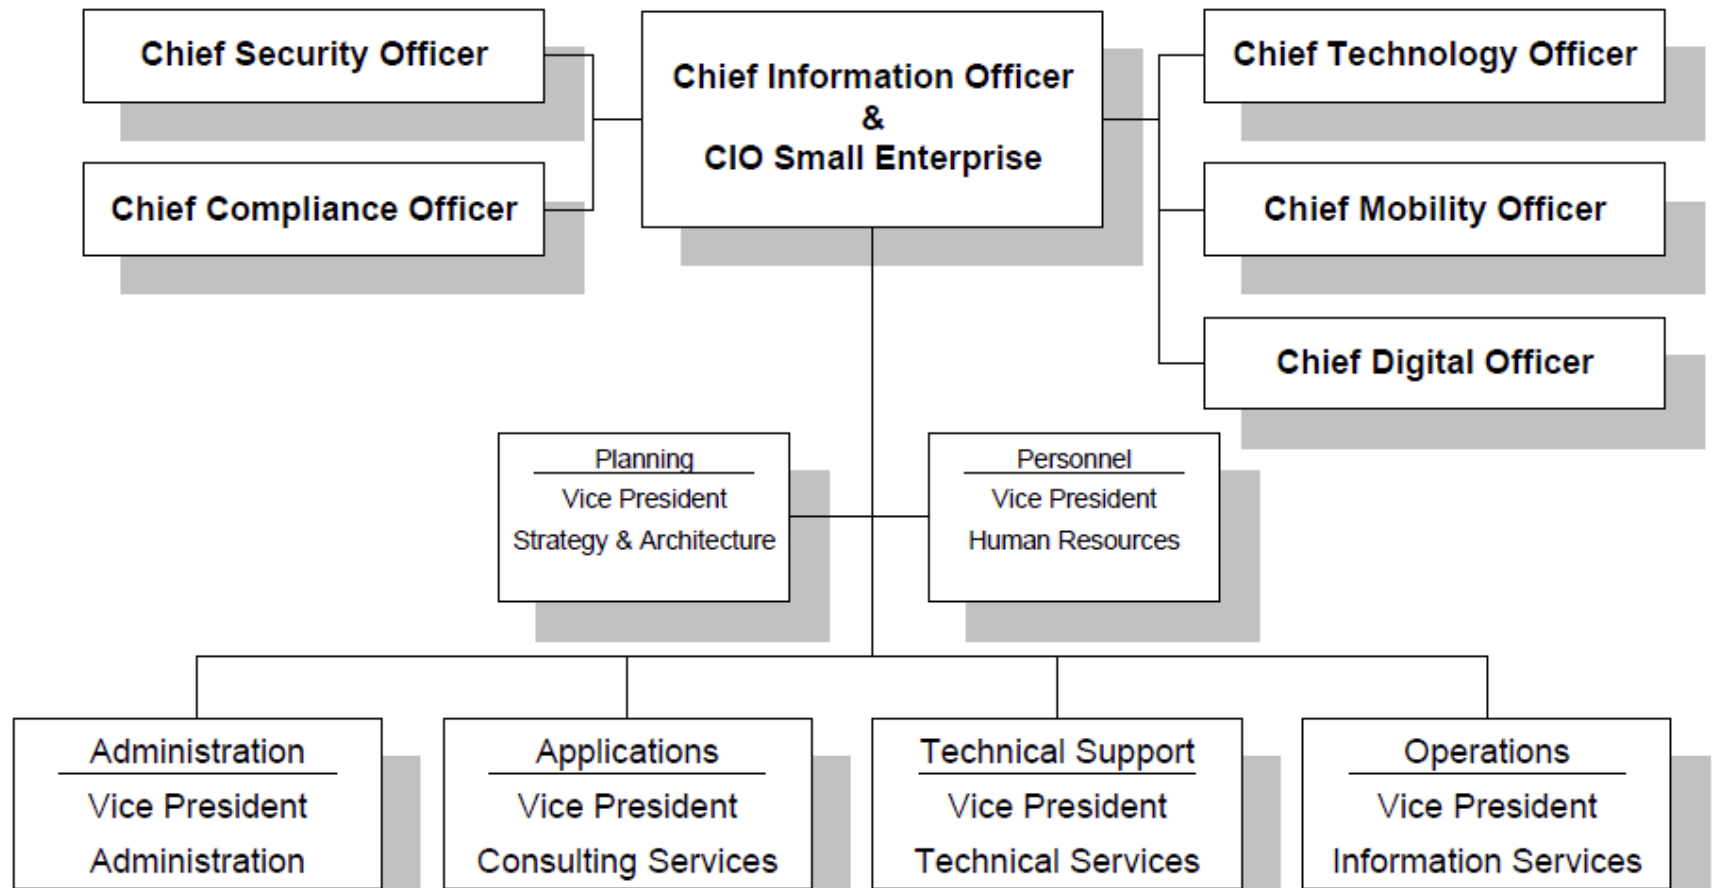 Chief Security Officer
Chief Compliance Officer
Chief Information Officer
&
CIO Small Enterprise
Chief Technology Officer
Chief Mobility Officer
Chief Digital Officer
Planning
Vice President
Strategy & Architecture
Personnel
Vice President
Human Resources
Administration
Vice President
Administration
Applications
Vice President
Consulting Services
Technical Support
Vice President
Technical Services
Operations
Vice President
Information Services